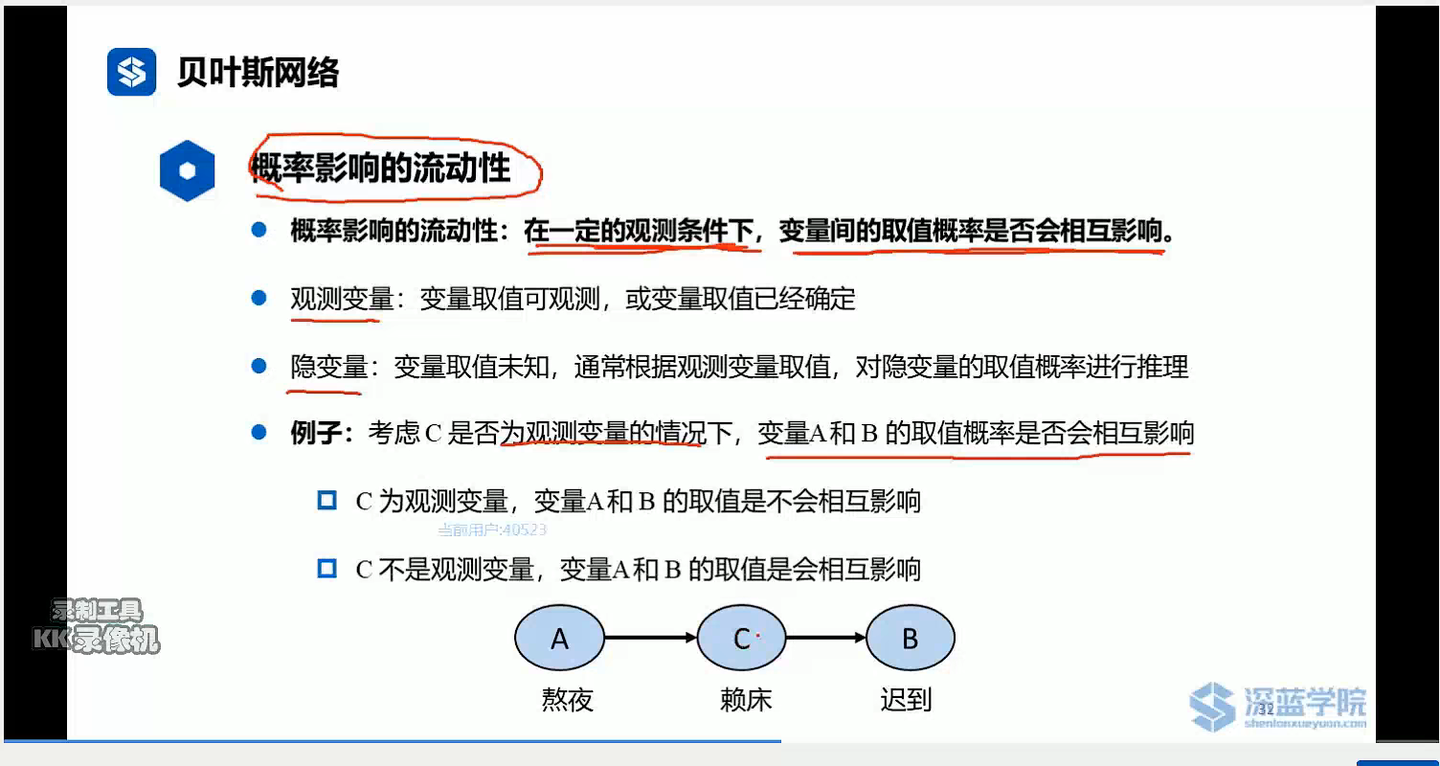 贝叶斯网络
概率影响的流动性
概率影响的流动性：在一定的观测条件下，变量间的取值概率是否会相互影响。
观测变量：变量取值可观测，或变量取值已经确定
隐变量：变量取值未知，通常根据观测变量取值，对隐变量的取值概率进行推理
例子：考虑 C 是否为观测变量的情况下，变量A和 B 的取值概率是否会相互影响
C 为观测变量，变量A和 B 的取值是不会相互影响
当前用户:40523
C 不是观测变量，变量A和 B 的取值是会相互影响
录制工具
KK录像机
A C B
熬夜 赖床 迟到
深蓝学院
32
shenlanxueyuan.com